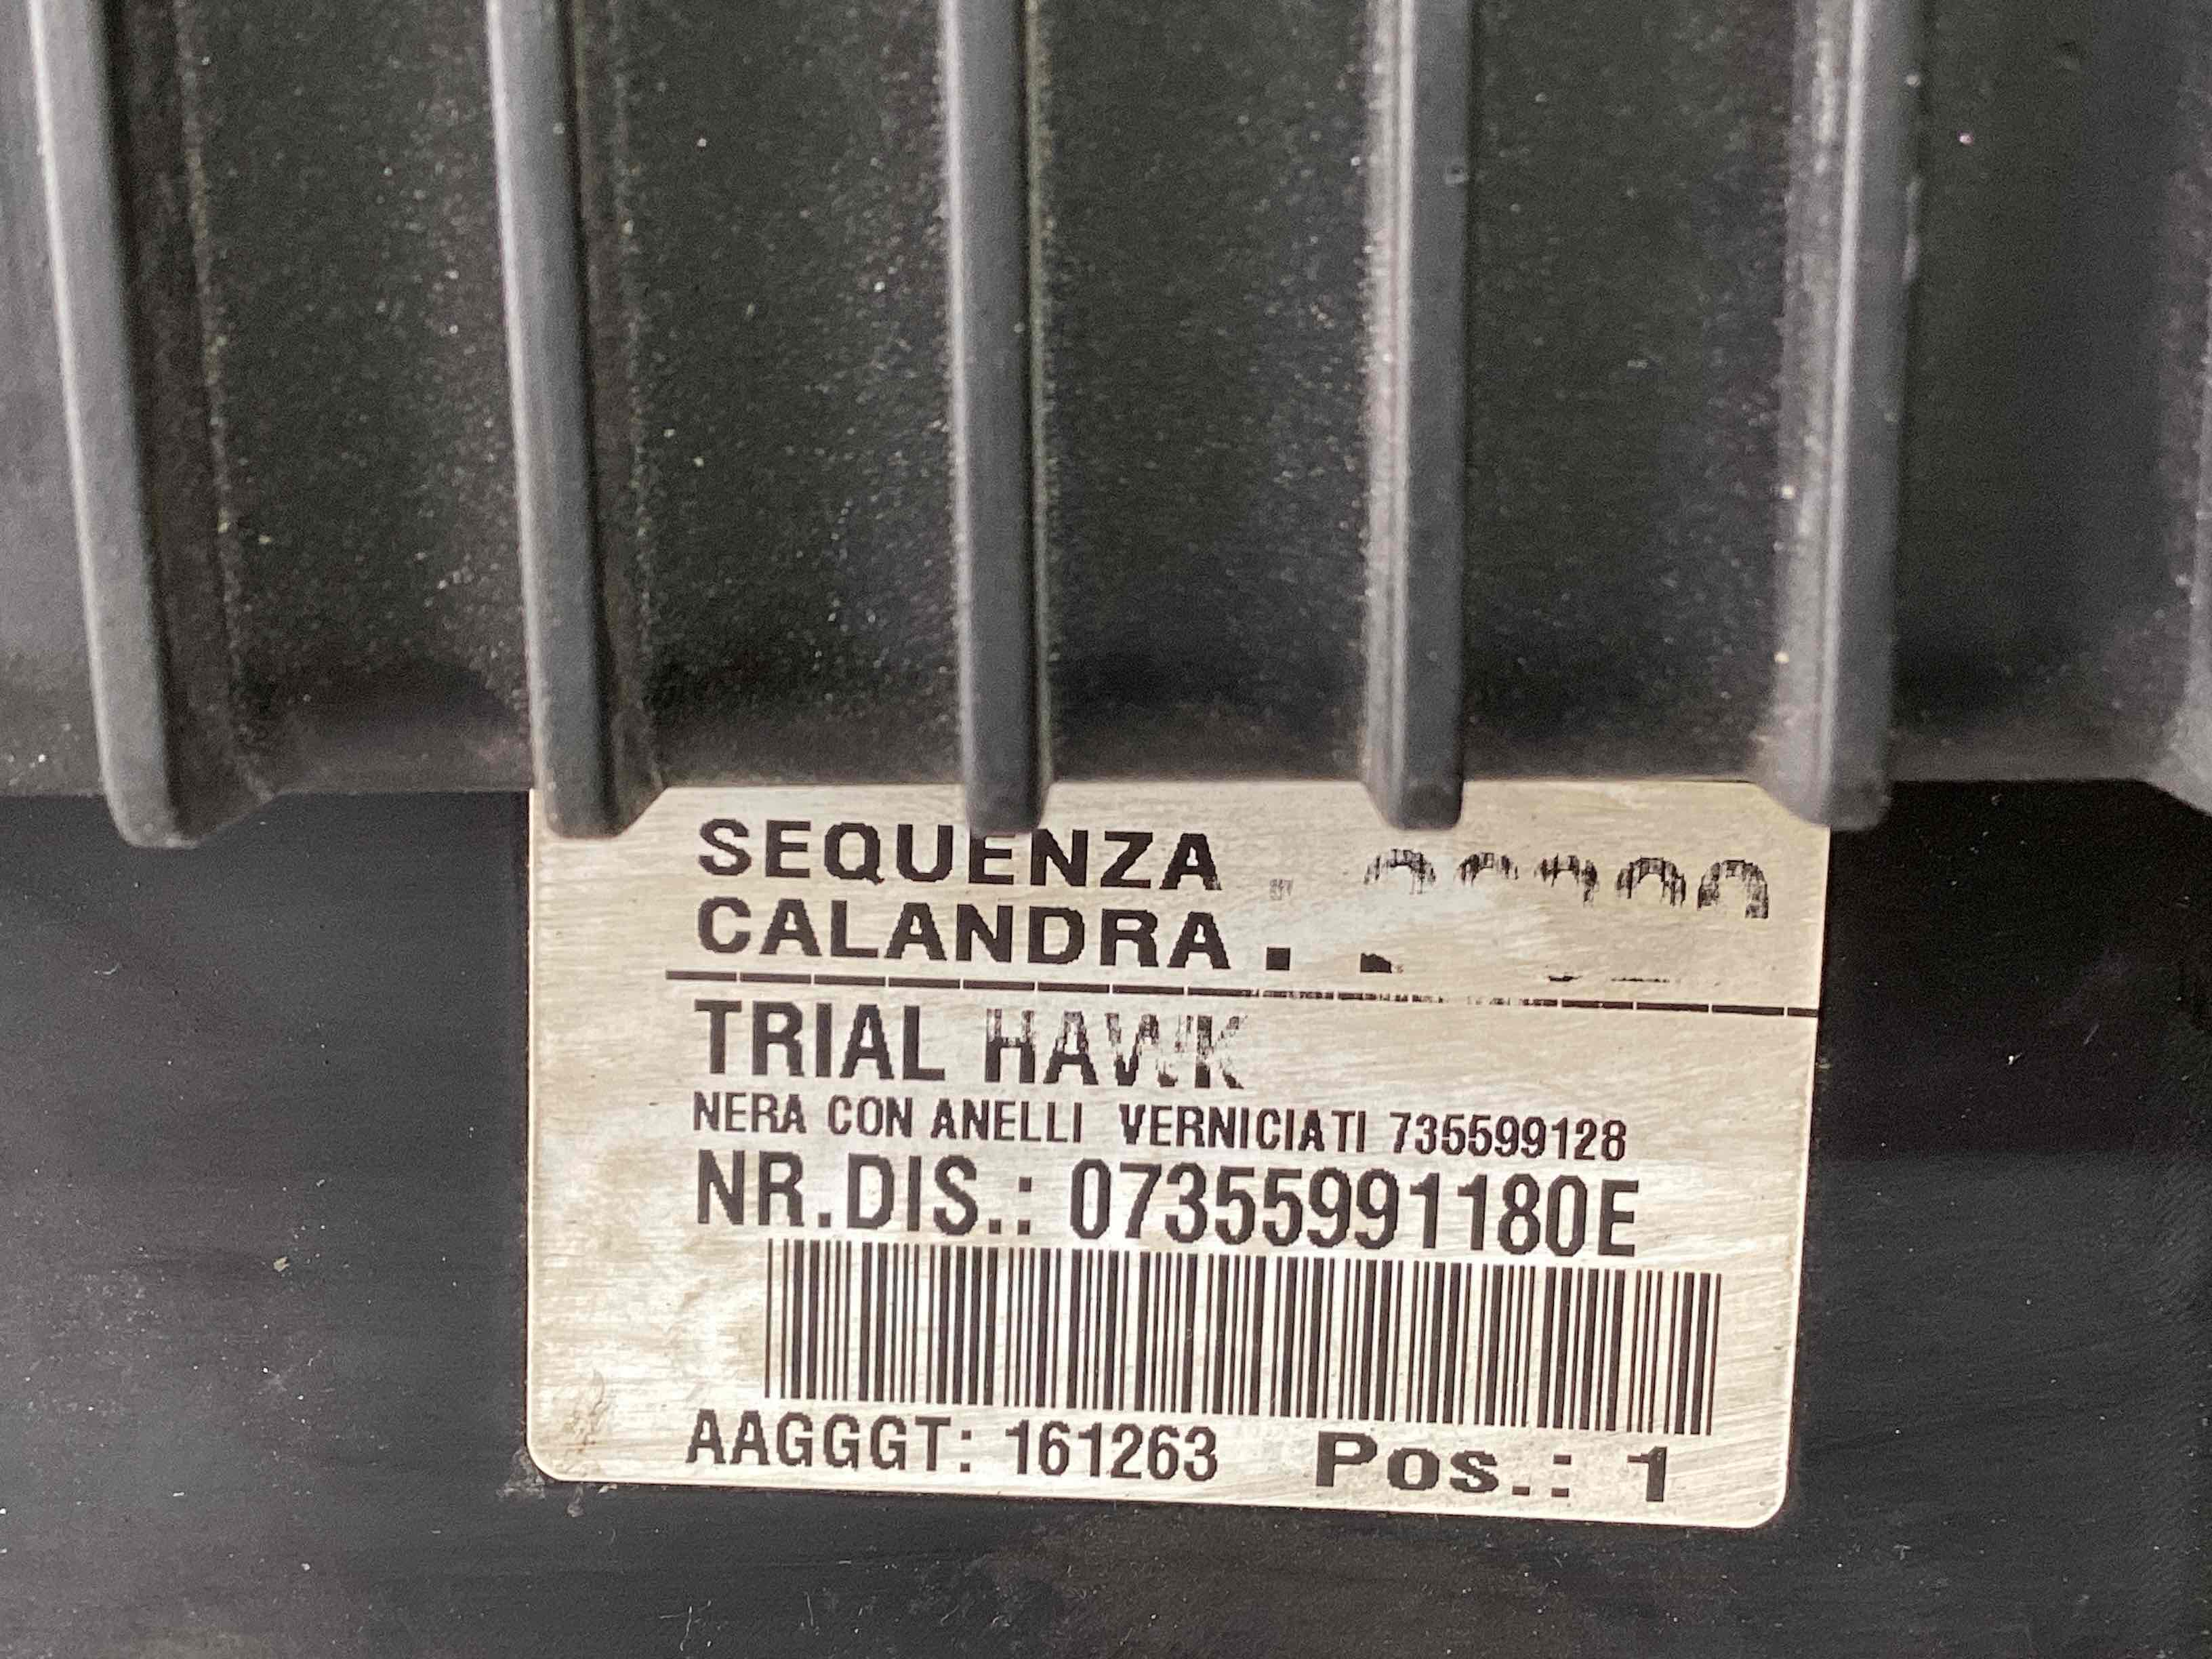 SEQUENZA
CALANDRA
TRIAL HAWK
NERA CON ANELLI VERNICIATI 735599128
NR.DIS.: 07355991180E
AAGGGT: 161263 Pos.: 1